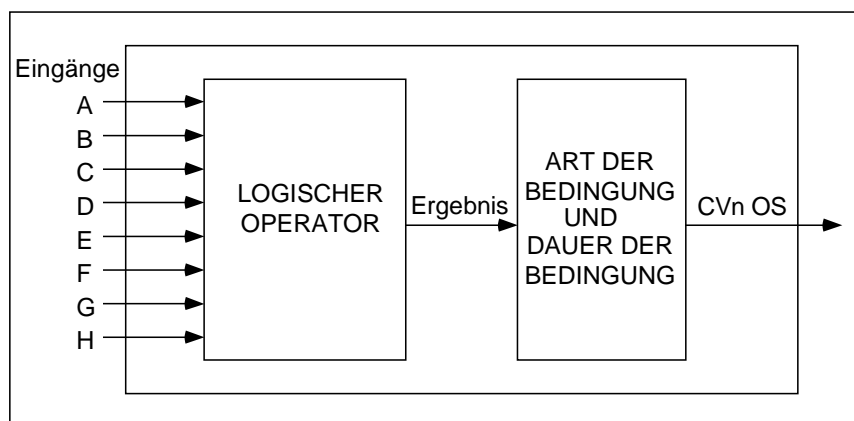 Eingänge
A
B
C
D
E
F
G
H
LOGISCHER
OPERATOR
Ergebnis
ART DER
BEDINGUNG
UND
DAUER DER
BEDINGUNG
CVn OS